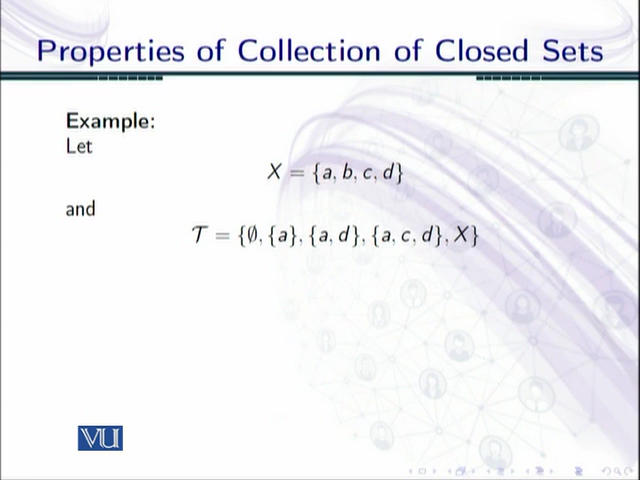 Properties of Collection of Closed Sets
Example:
Let
X = {a, b, c, d}
and
𝒯 = {∅, {a}, {a, d}, {a, c, d}, X}
VU